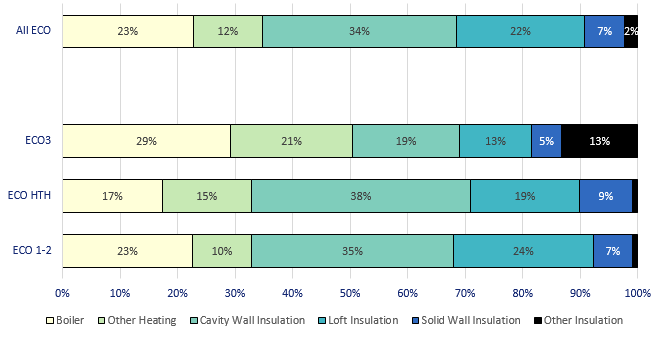 All ECO 23% 12% 34% 22% 7% 2%
ECO3 29% 21% 19% 13% 5% 13%
ECO HTH 17% 15% 38% 19% 9%
ECO 1-2 23% 10% 35% 24% 7%
0% 10% 20% 30% 40% 50% 60% 70% 80% 90% 100%
Boiler Other Heating Cavity Wall Insulation Loft Insulation Solid Wall Insulation Other Insulation